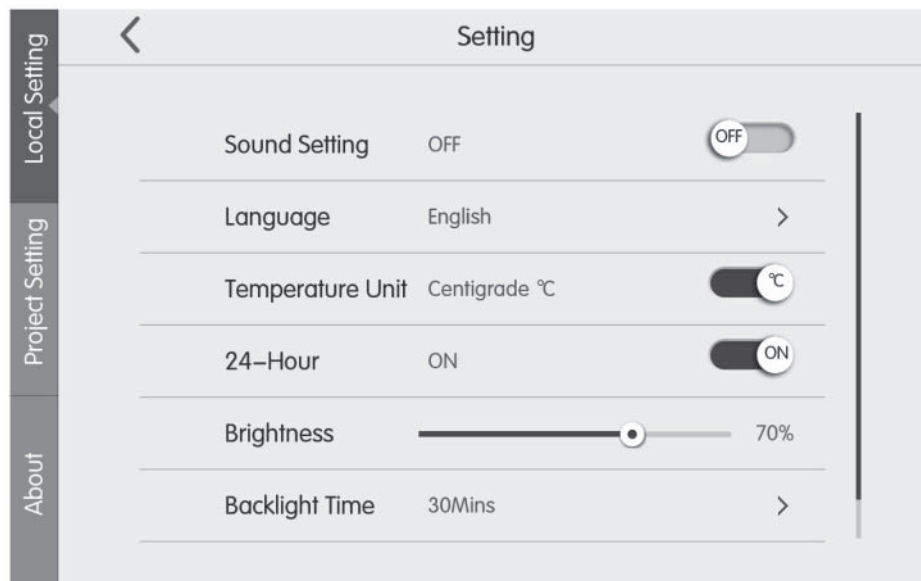 Setting
Local Setting
Project Setting
About
Sound Setting OFF OFF
Language English
Temperature Unit Centigrade ℃ ℃
24-Hour ON ON
Brightness 70%
Backlight Time 30Mins